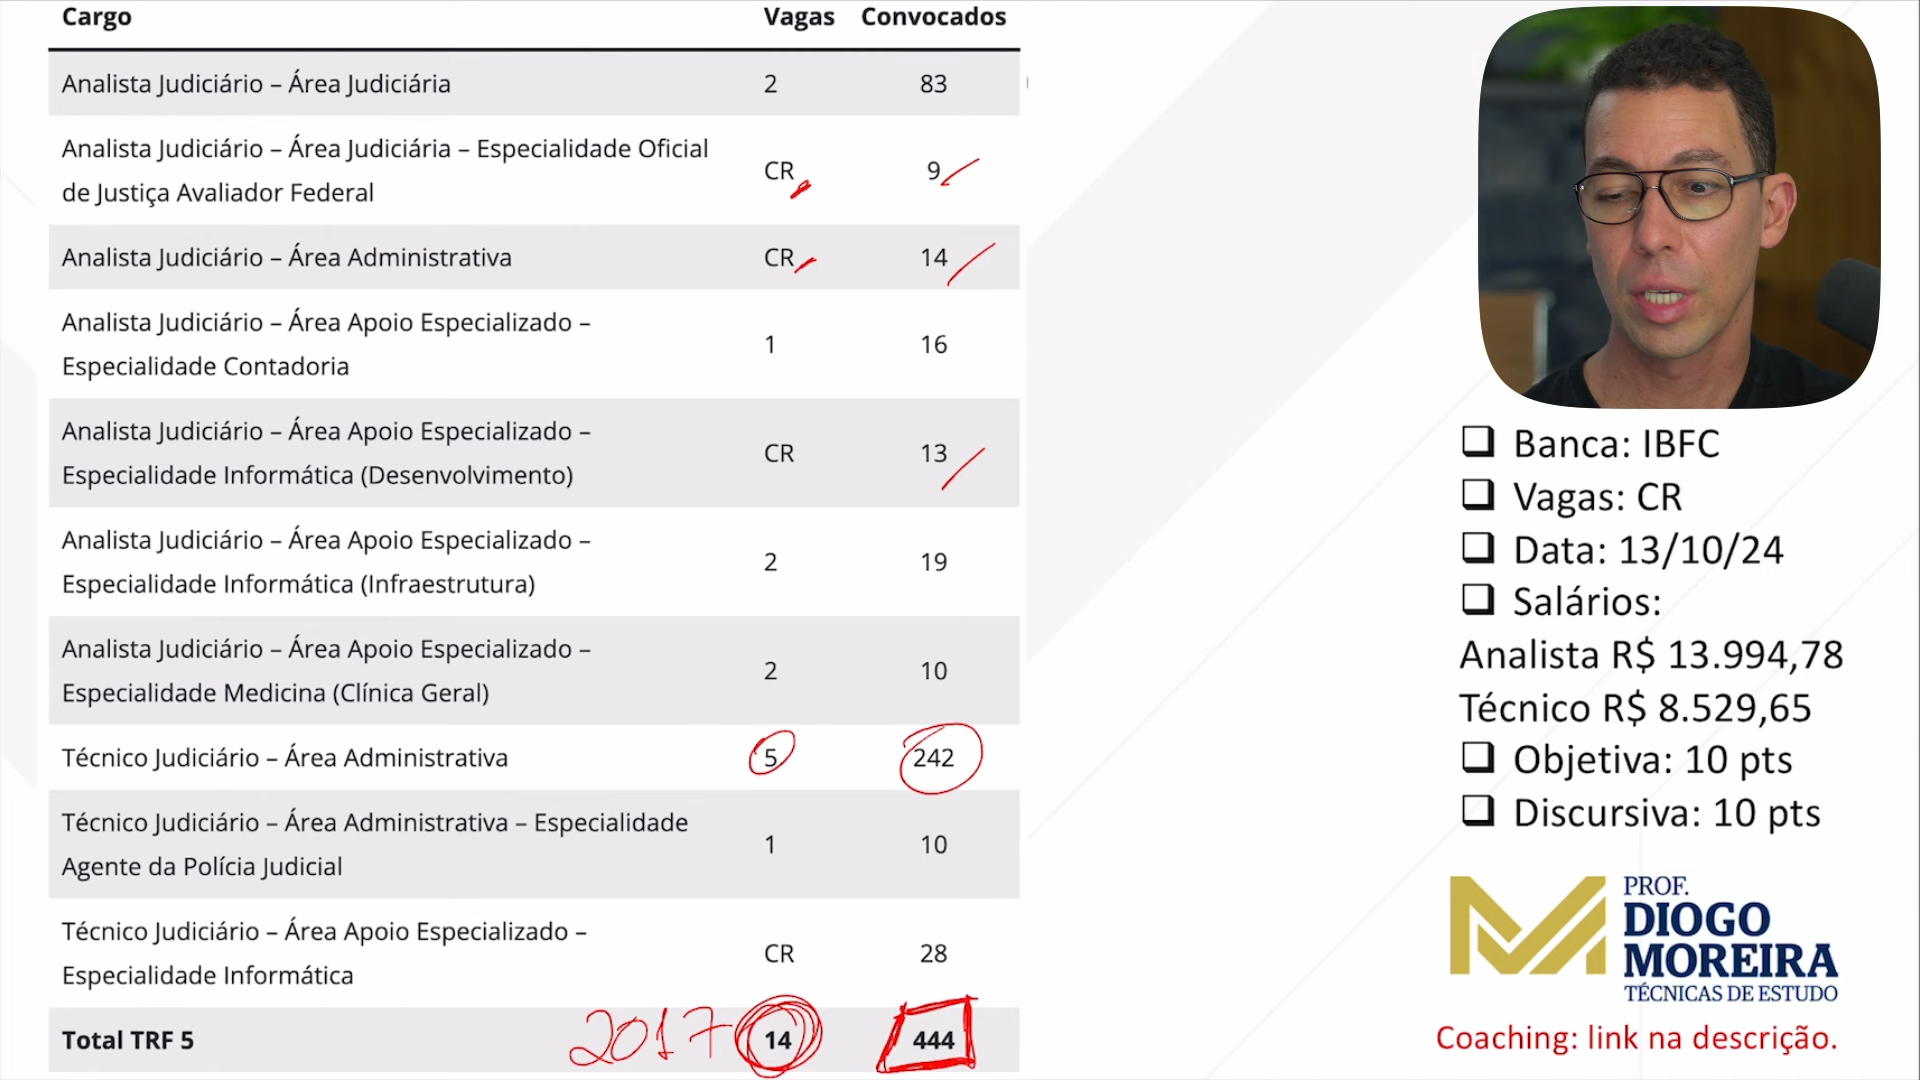 Cargo Vagas Convocados
Analista Judiciário – Área Judiciária 2 83
Analista Judiciário – Área Judiciária – Especialidade Oficial
de Justiça Avaliador Federal CR 9
Analista Judiciário – Área Administrativa CR 14
Analista Judiciário – Área Apoio Especializado –
Especialidade Contadoria 1 16
Analista Judiciário – Área Apoio Especializado –
Especialidade Informática (Desenvolvimento) CR 13
Analista Judiciário – Área Apoio Especializado –
Especialidade Informática (Infraestrutura) 2 19
Analista Judiciário – Área Apoio Especializado –
Especialidade Medicina (Clínica Geral) 2 10
Técnico Judiciário – Área Administrativa 5 242
Técnico Judiciário – Área Administrativa – Especialidade
Agente da Polícia Judicial 1 10
Técnico Judiciário – Área Apoio Especializado –
Especialidade Informática CR 28
Total TRF 5 2017 14 444
Banca: IBFC
Vagas: CR
Data: 13/10/24
Salários:
Analista R$ 13.994,78
Técnico R$ 8.529,65
Objetiva: 10 pts
Discursiva: 10 pts
PROF.
DIOGO
MOREIRA
TÉCNICAS DE ESTUDO
Coaching: link na descrição.